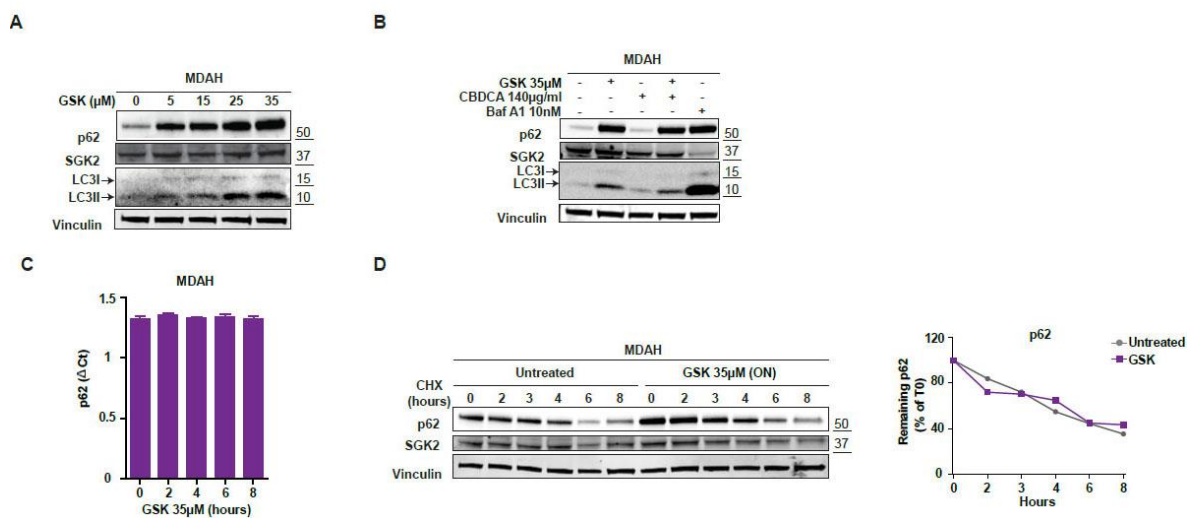 A
MDAH
GSK (µM) 0 5 15 25 35
p62 50
SGK2 37
LC3I 15
LC3II 10
Vinculin
B
MDAH
GSK 35µM - + - + -
CBDCA 140µg/ml - - + + -
Baf A1 10nM - - - - +
p62 50
SGK2 37
LC3I 15
LC3II 10
Vinculin
C
MDAH
p62 (Δ Ct)
1.5
1
0.5
0
0 2 4 6 8
GSK 35µM (hours)
D
MDAH
Untreated GSK 35µM (ON)
CHX
(hours) 0 2 3 4 6 8 0 2 3 4 6 8
p62 50
SGK2 37
Vinculin
p62
Untreated
GSK
Remaining p62
(% of T0)
120
80
40
0
0 2 3 4 6 8
Hours